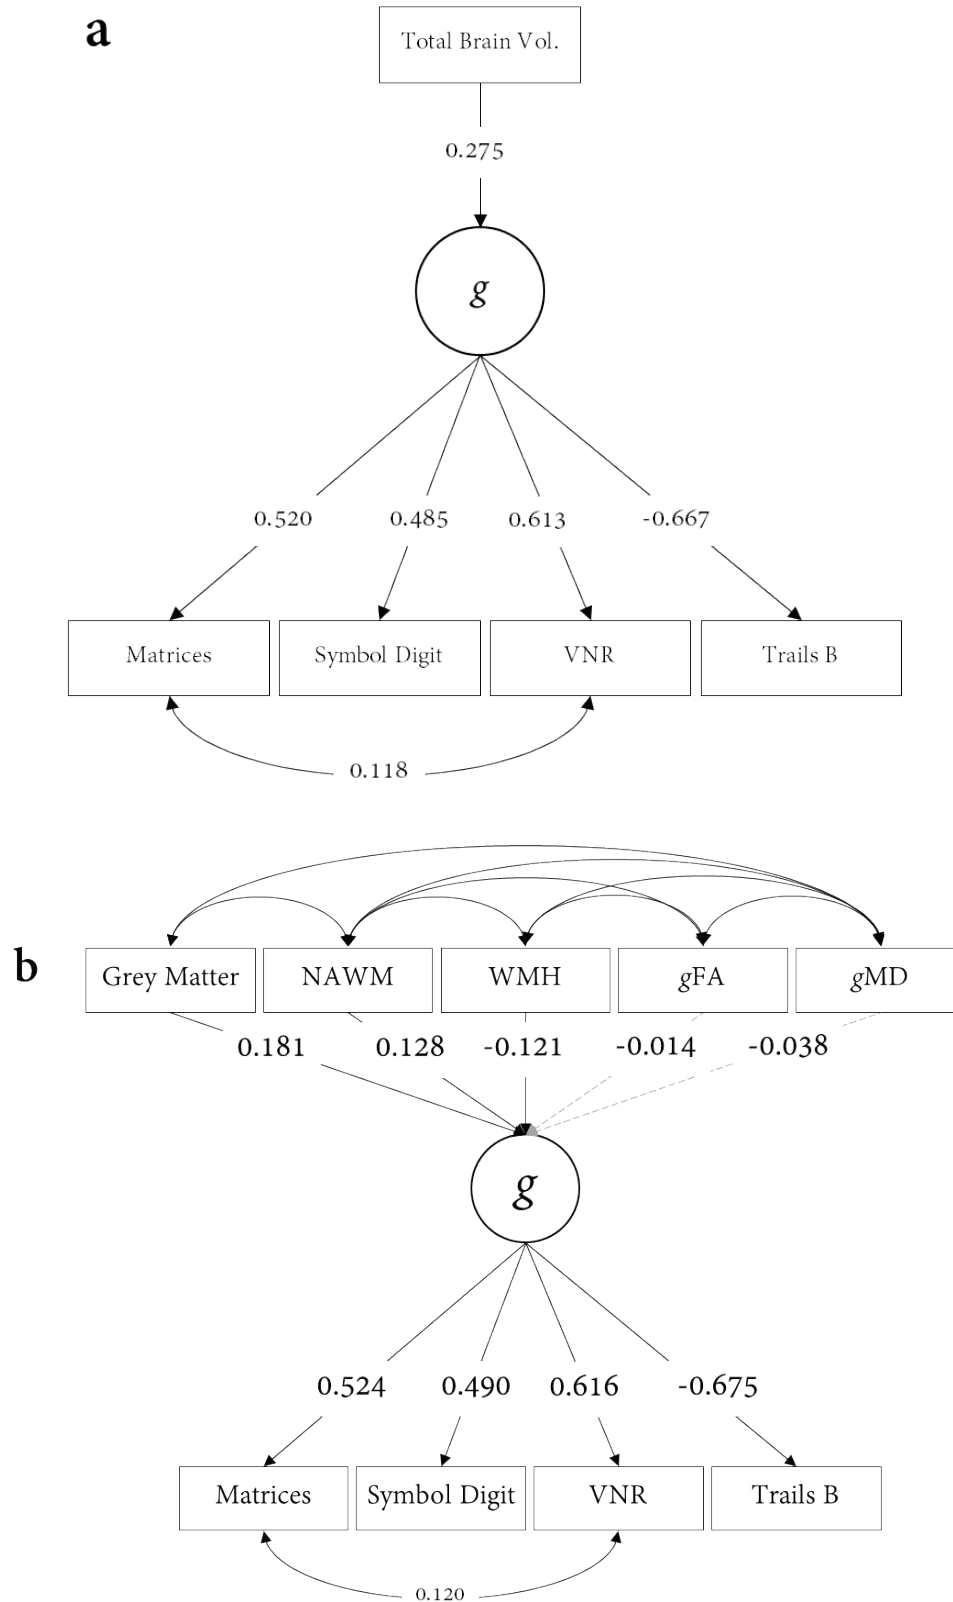 a
Total Brain Vol.
0.275
g
0.520 0.485 0.613 -0.667
Matrices Symbol Digit VNR Trails B
0.118
b
Grey Matter NAWM WMH gFA gMD
0.181 0.128 -0.121 -0.014 -0.038
g
0.524 0.490 0.616 -0.675
Matrices Symbol Digit VNR Trails B
0.120